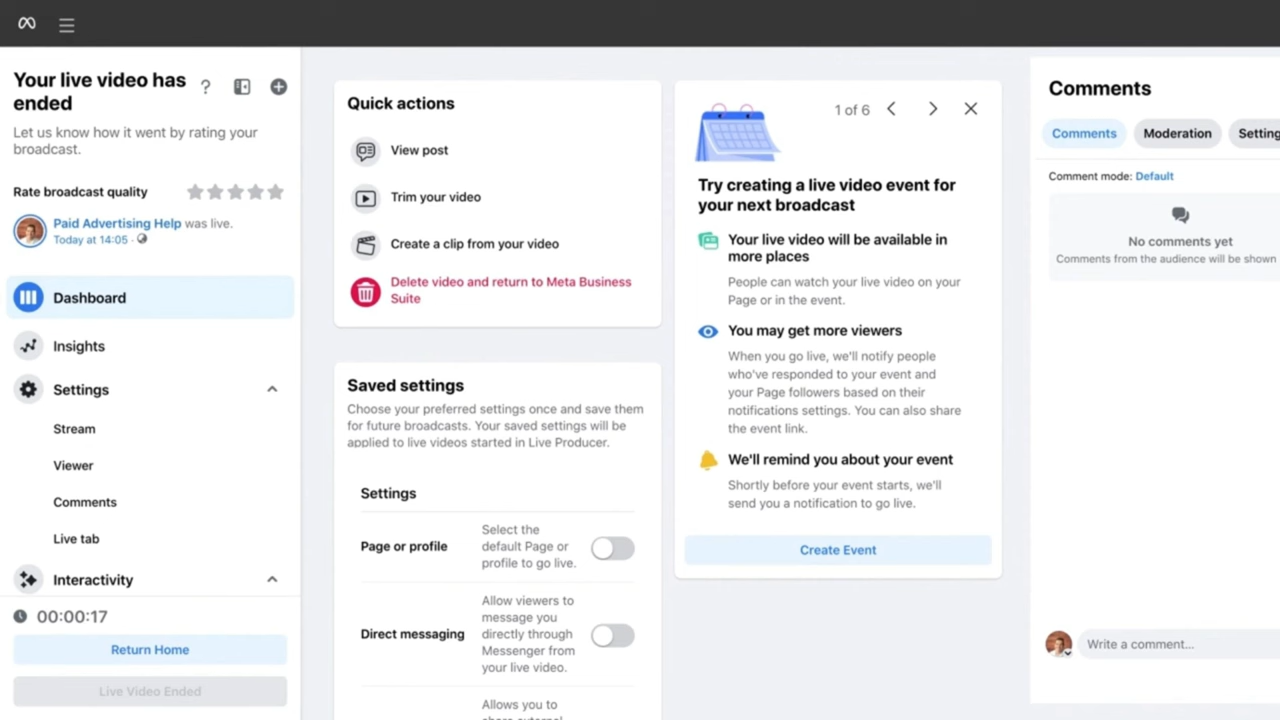 Your live video has
ended
?
Let us know how it went by rating your
broadcast.
Rate broadcast quality
Paid Advertising Help was live.
Today at 14:05 ·
Dashboard
Insights
Settings
Stream
Viewer
Comments
Live tab
Interactivity
00:00:17
Return Home
Live Video Ended
Quick actions
View post
Trim your video
Create a clip from your video
Delete video and return to Meta Business
Suite
Saved settings
Choose your preferred settings once and save them
for future broadcasts. Your saved settings will be
applied to live videos started in Live Producer.
Settings
Page or profile
Select the
default Page or
profile to go live.
Direct messaging
Allow viewers to
message you
directly through
Messenger from
your live video.
Allows you to
share external
1 of 6
Try creating a live video event for
your next broadcast
Your live video will be available in
more places
People can watch your live video on your
Page or in the event.
You may get more viewers
When you go live, we'll notify people
who've responded to your event and
your Page followers based on their
notifications settings. You can also share
the event link.
We'll remind you about your event
Shortly before your event starts, we'll
send you a notification to go live.
Create Event
Comments
Comments Moderation Setting
Comment mode: Default
No comments yet
Comments from the audience will be shown
Write a comment...